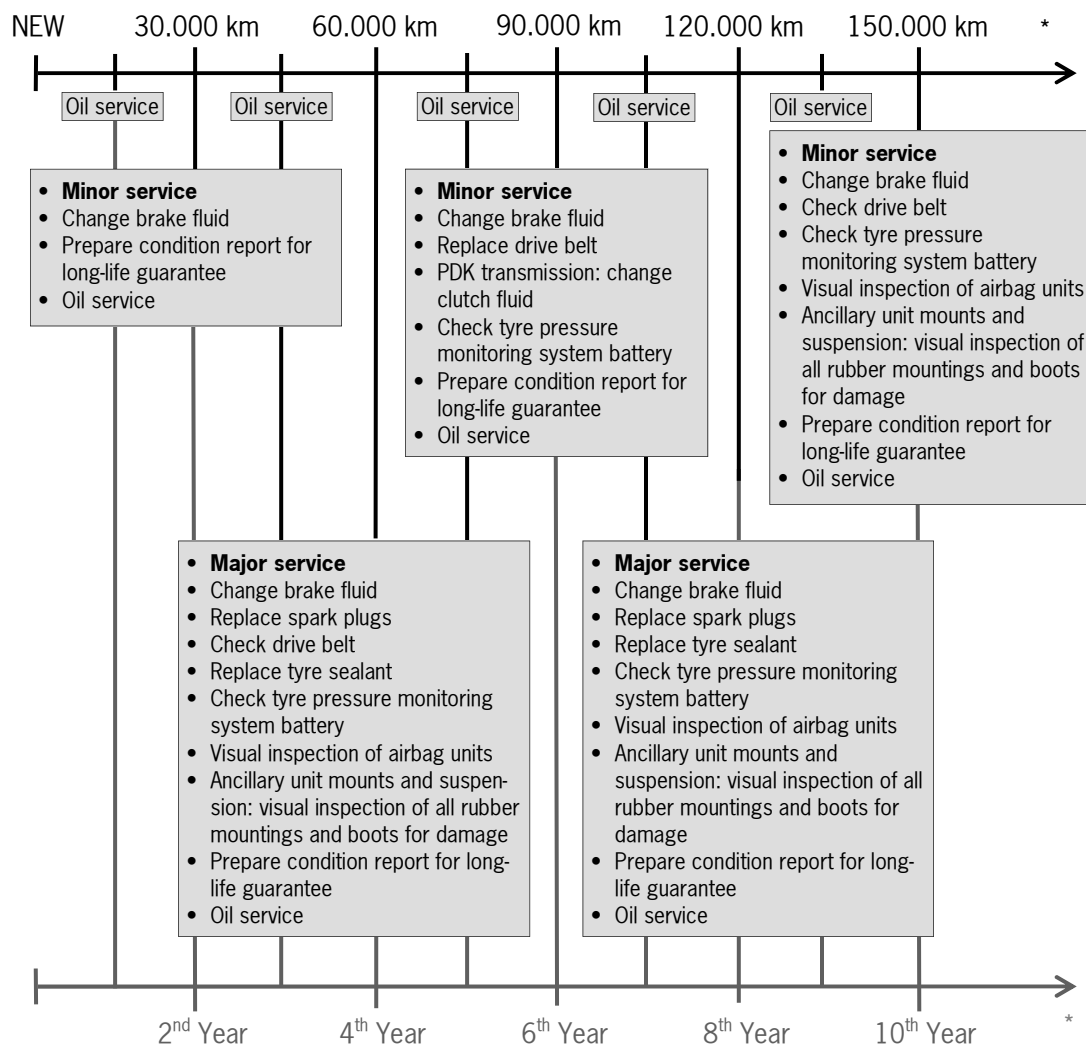 NEW 30.000 km 60.000 km 90.000 km 120.000 km 150.000 km *
Oil service Oil service Oil service Oil service Oil service
• Minor service
• Change brake fluid
• Prepare condition report for
long-life guarantee
• Oil service
• Minor service
• Change brake fluid
• Replace drive belt
• PDK transmission: change
clutch fluid
• Check tyre pressure
monitoring system battery
• Prepare condition report for
long-life guarantee
• Oil service
• Minor service
• Change brake fluid
• Check drive belt
• Check tyre pressure
monitoring system battery
• Visual inspection of airbag units
• Ancillary unit mounts and
suspension: visual inspection of
all rubber mountings and boots
for damage
• Prepare condition report for
long-life guarantee
• Oil service
• Major service
• Change brake fluid
• Replace spark plugs
• Check drive belt
• Replace tyre sealant
• Check tyre pressure monitoring
system battery
• Visual inspection of airbag units
• Ancillary unit mounts and suspen-
sion: visual inspection of all rubber
mountings and boots for damage
• Prepare condition report for long-
life guarantee
• Oil service
• Major service
• Change brake fluid
• Replace spark plugs
• Replace tyre sealant
• Check tyre pressure monitoring
system battery
• Visual inspection of airbag units
• Ancillary unit mounts and
suspension: visual inspection of all
rubber mountings and boots for
damage
• Prepare condition report for long-
life guarantee
• Oil service
2nd Year 4th Year 6th Year 8th Year 10th Year *